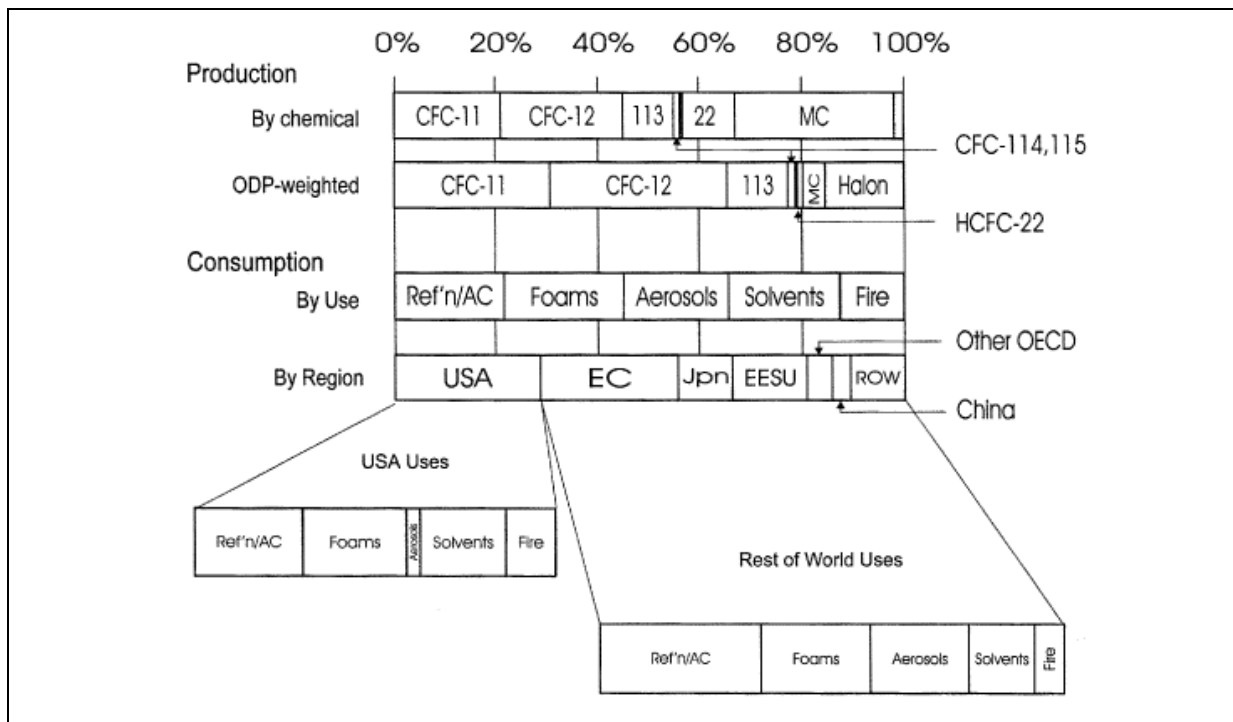 0% 20% 40% 60% 80% 100%
Production
By chemical CFC-11 CFC-12 113 22 MC
CFC-114,115
ODP-weighted CFC-11 CFC-12 113 MC Halon
HCFC-22
Consumption
By Use Ref'n/AC Foams Aerosols Solvents Fire
Other OECD
By Region USA EC Jpn EESU ROW
China
USA Uses
Ref'n/AC Foams Aerosols Solvents Fire
Rest of World Uses
Ref'n/AC Foams Aerosols Solvents Fire